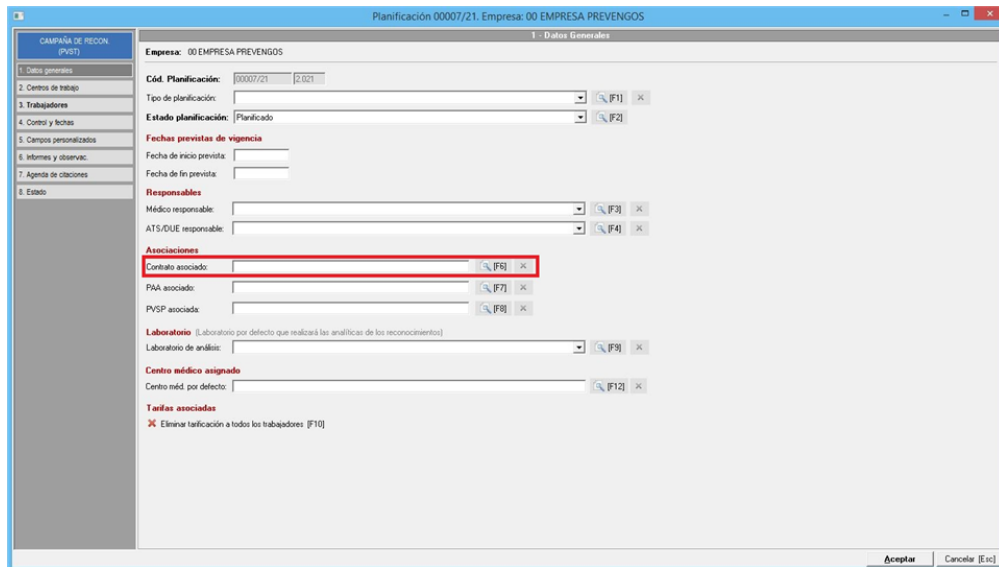 Planificación 00007/21. Empresa: 00 EMPRESA PREVENGOS
CAMPAÑA DE RECON.
(PVST)
1. Datos generales
2. Centros de trabajo
3. Trabajadores
4. Control y fechas
5. Campos personalizados
6. Informes y observac.
7. Agenda de citaciones
8. Estado
1 - Datos Generales
Empresa: 00 EMPRESA PREVENGOS
Cód. Planificación: 00007/21 2.021
Tipo de planificación: [F1]
Estado planificación: Planificado [F2]
Fechas previstas de vigencia
Fecha de inicio prevista:
Fecha de fin prevista:
Responsables
Médico responsable: [F3]
ATS/DUE responsable: [F4]
Asociaciones
Contrato asociado: [F6]
PAA asociado: [F7]
PVSP asociada: [F8]
Laboratorio (Laboratorio por defecto que realizará las analíticas de los reconocimientos)
Laboratorio de análisis: [F9]
Centro médico asignado
Centro méd. por defecto: [F12]
Tarifas asociadas
Eliminar tarificación a todos los trabajadores [F10]
Aceptar Cancelar [Esc]